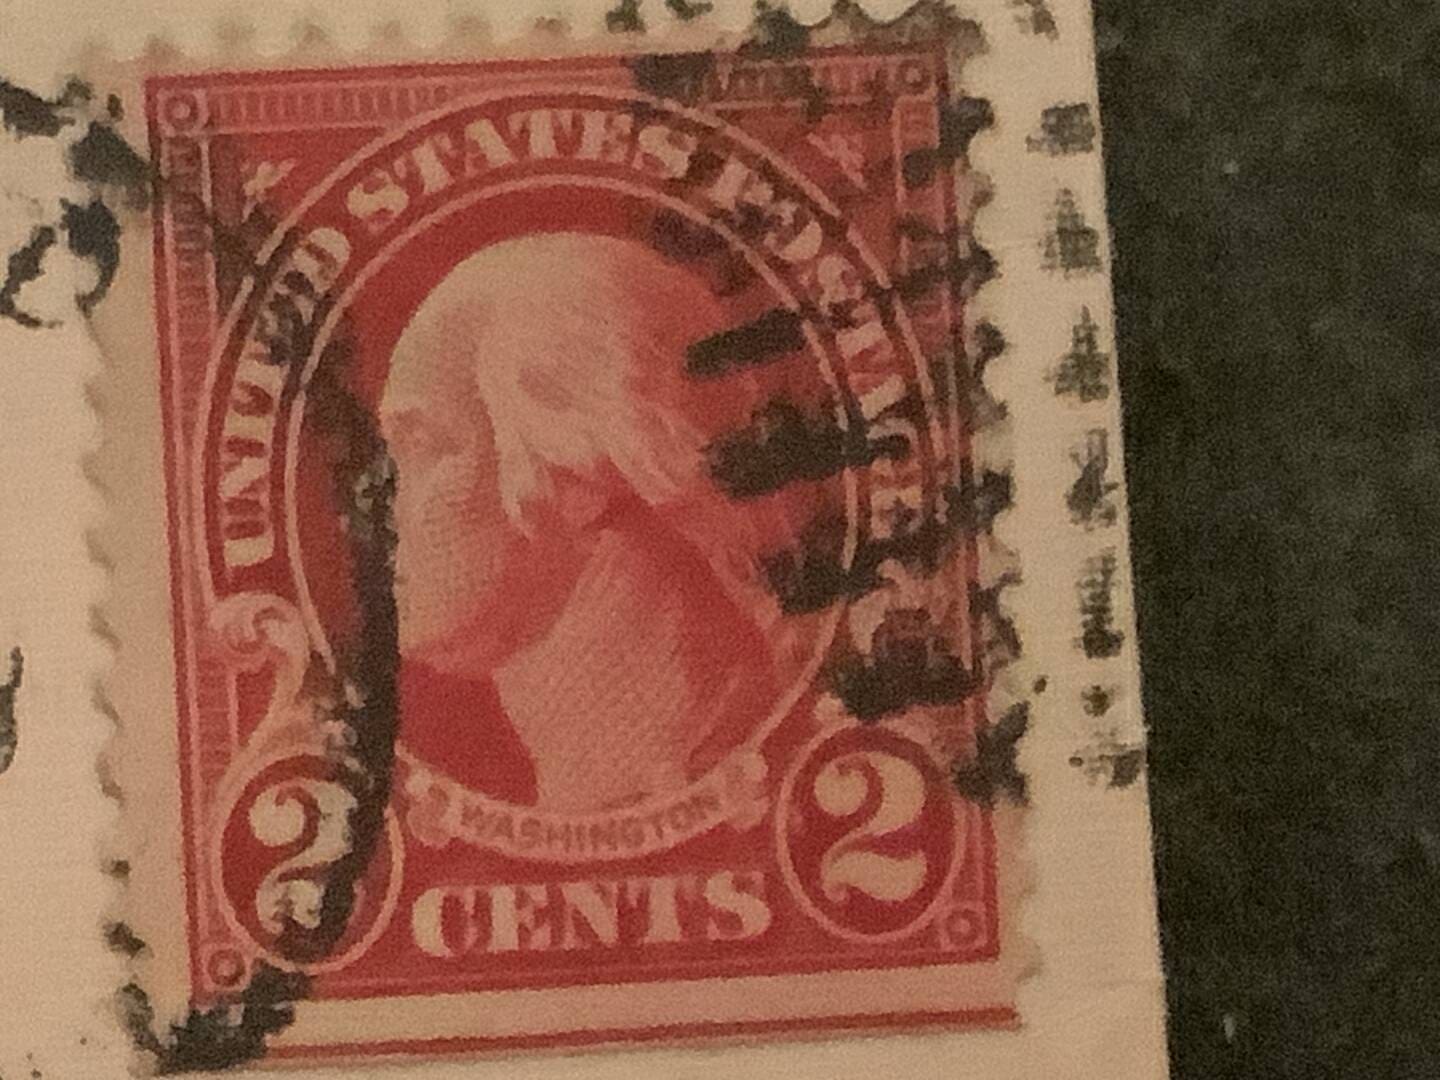 UNITED STATES POSTAGE
WASHINGTON
2 CENTS 2